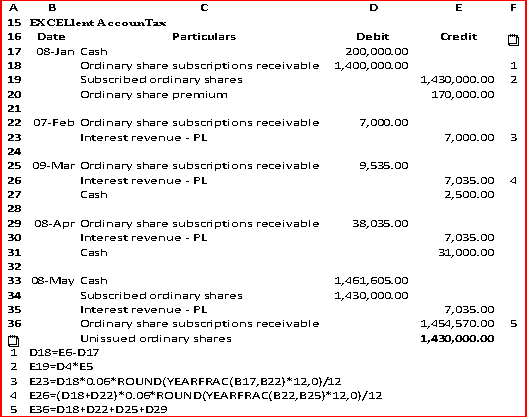 A B C D E F
15 EXCELlent AccounTax
16 Date Particulars Debit Credit
17 08-Jan Cash 200,000.00
18 Ordinary share subscriptions receivable 1,400,000.00 1
19 Subscribed ordinary shares 1,430,000.00 2
20 Ordinary share premium 170,000.00
21
22 07-Feb Ordinary share subscriptions receivable 7,000.00
23 Interest revenue - PL 7,000.00 3
24
25 09-Mar Ordinary share subscriptions receivable 9,535.00
26 Interest revenue - PL 7,035.00 4
27 Cash 2,500.00
28
29 08-Apr Ordinary share subscriptions receivable 38,035.00
30 Interest revenue - PL 7,035.00
31 Cash 31,000.00
32
33 08-May Cash 1,461,605.00
34 Subscribed ordinary shares 1,430,000.00
35 Interest revenue - PL 7,035.00
36 Ordinary share subscriptions receivable 1,454,570.00 5
Unissued ordinary shares 1,430,000.00
1 D18=E6-D17
2 E19=D4*E5
3 E23=D18*0.06*ROUND(YEARFRAC(B17,B22)*12,0)/12
4 E26=(D18+D22)*0.06*ROUND(YEARFRAC(B22,B25)*12,0)/12
5 E36=D18+D22+D25+D29